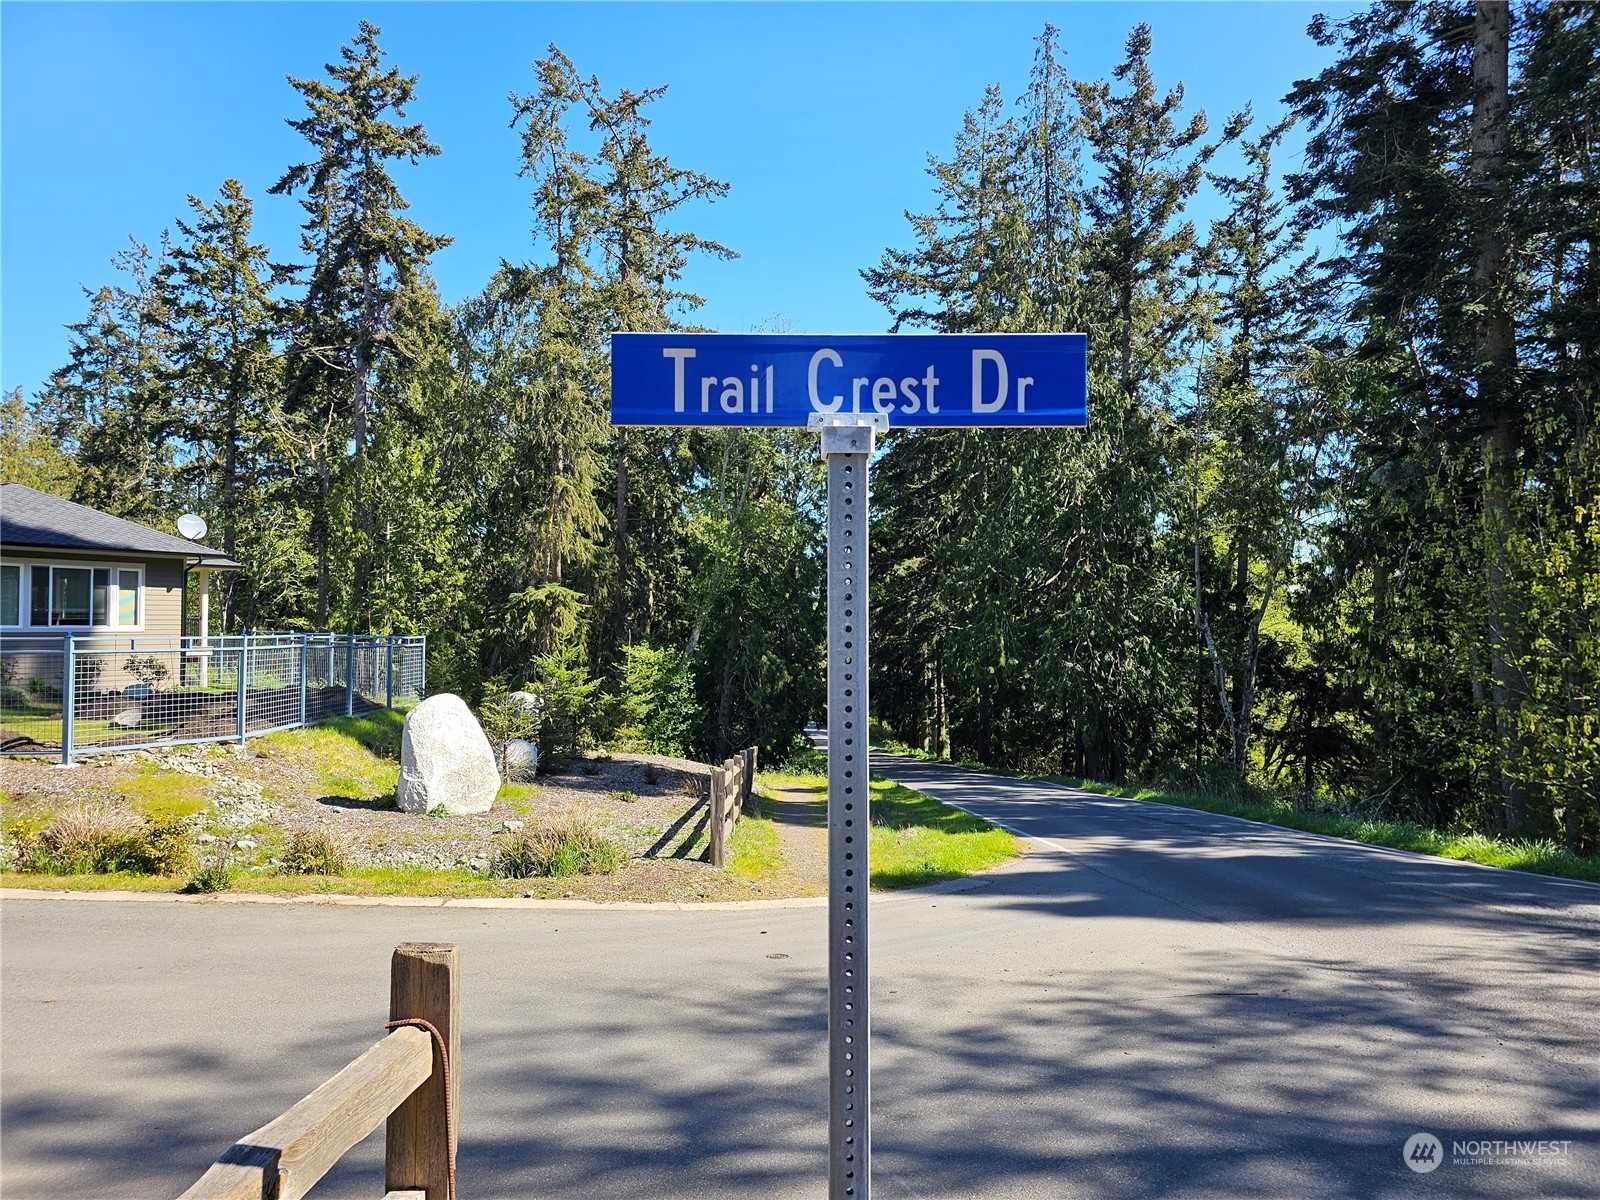 Trail Crest Dr
NORTHWEST
MULTIPLE LISTING SERVICE